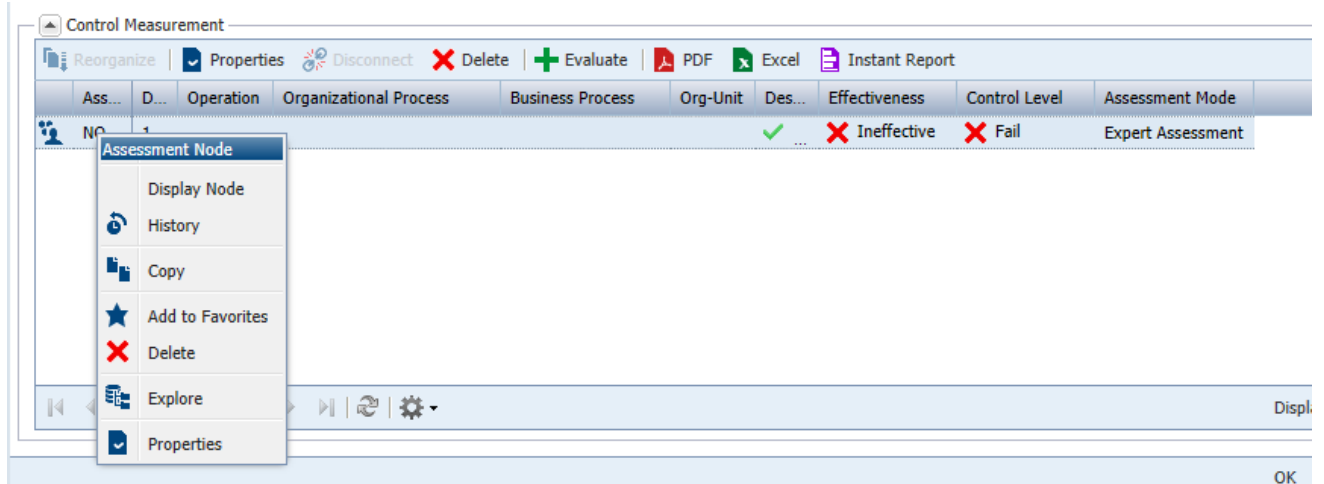 Control Measurement
Reorganize Properties Disconnect Delete Evaluate PDF Excel Instant Report
Ass... D... Operation Organizational Process Business Process Org-Unit Des... Effectiveness Control Level Assessment Mode
NO 1 ... Ineffective Fail Expert Assessment
Assessment Node
Display Node
History
Copy
Add to Favorites
Delete
Explore
Properties
OK